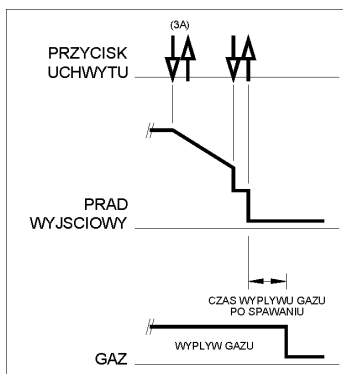 (3A)
PRZYCISK
UCHWYTU
PRAD
WYJSCIOWY
CZAS WYPLYWU GAZU
PO SPAWANIU
WYPLYW GAZU
GAZ